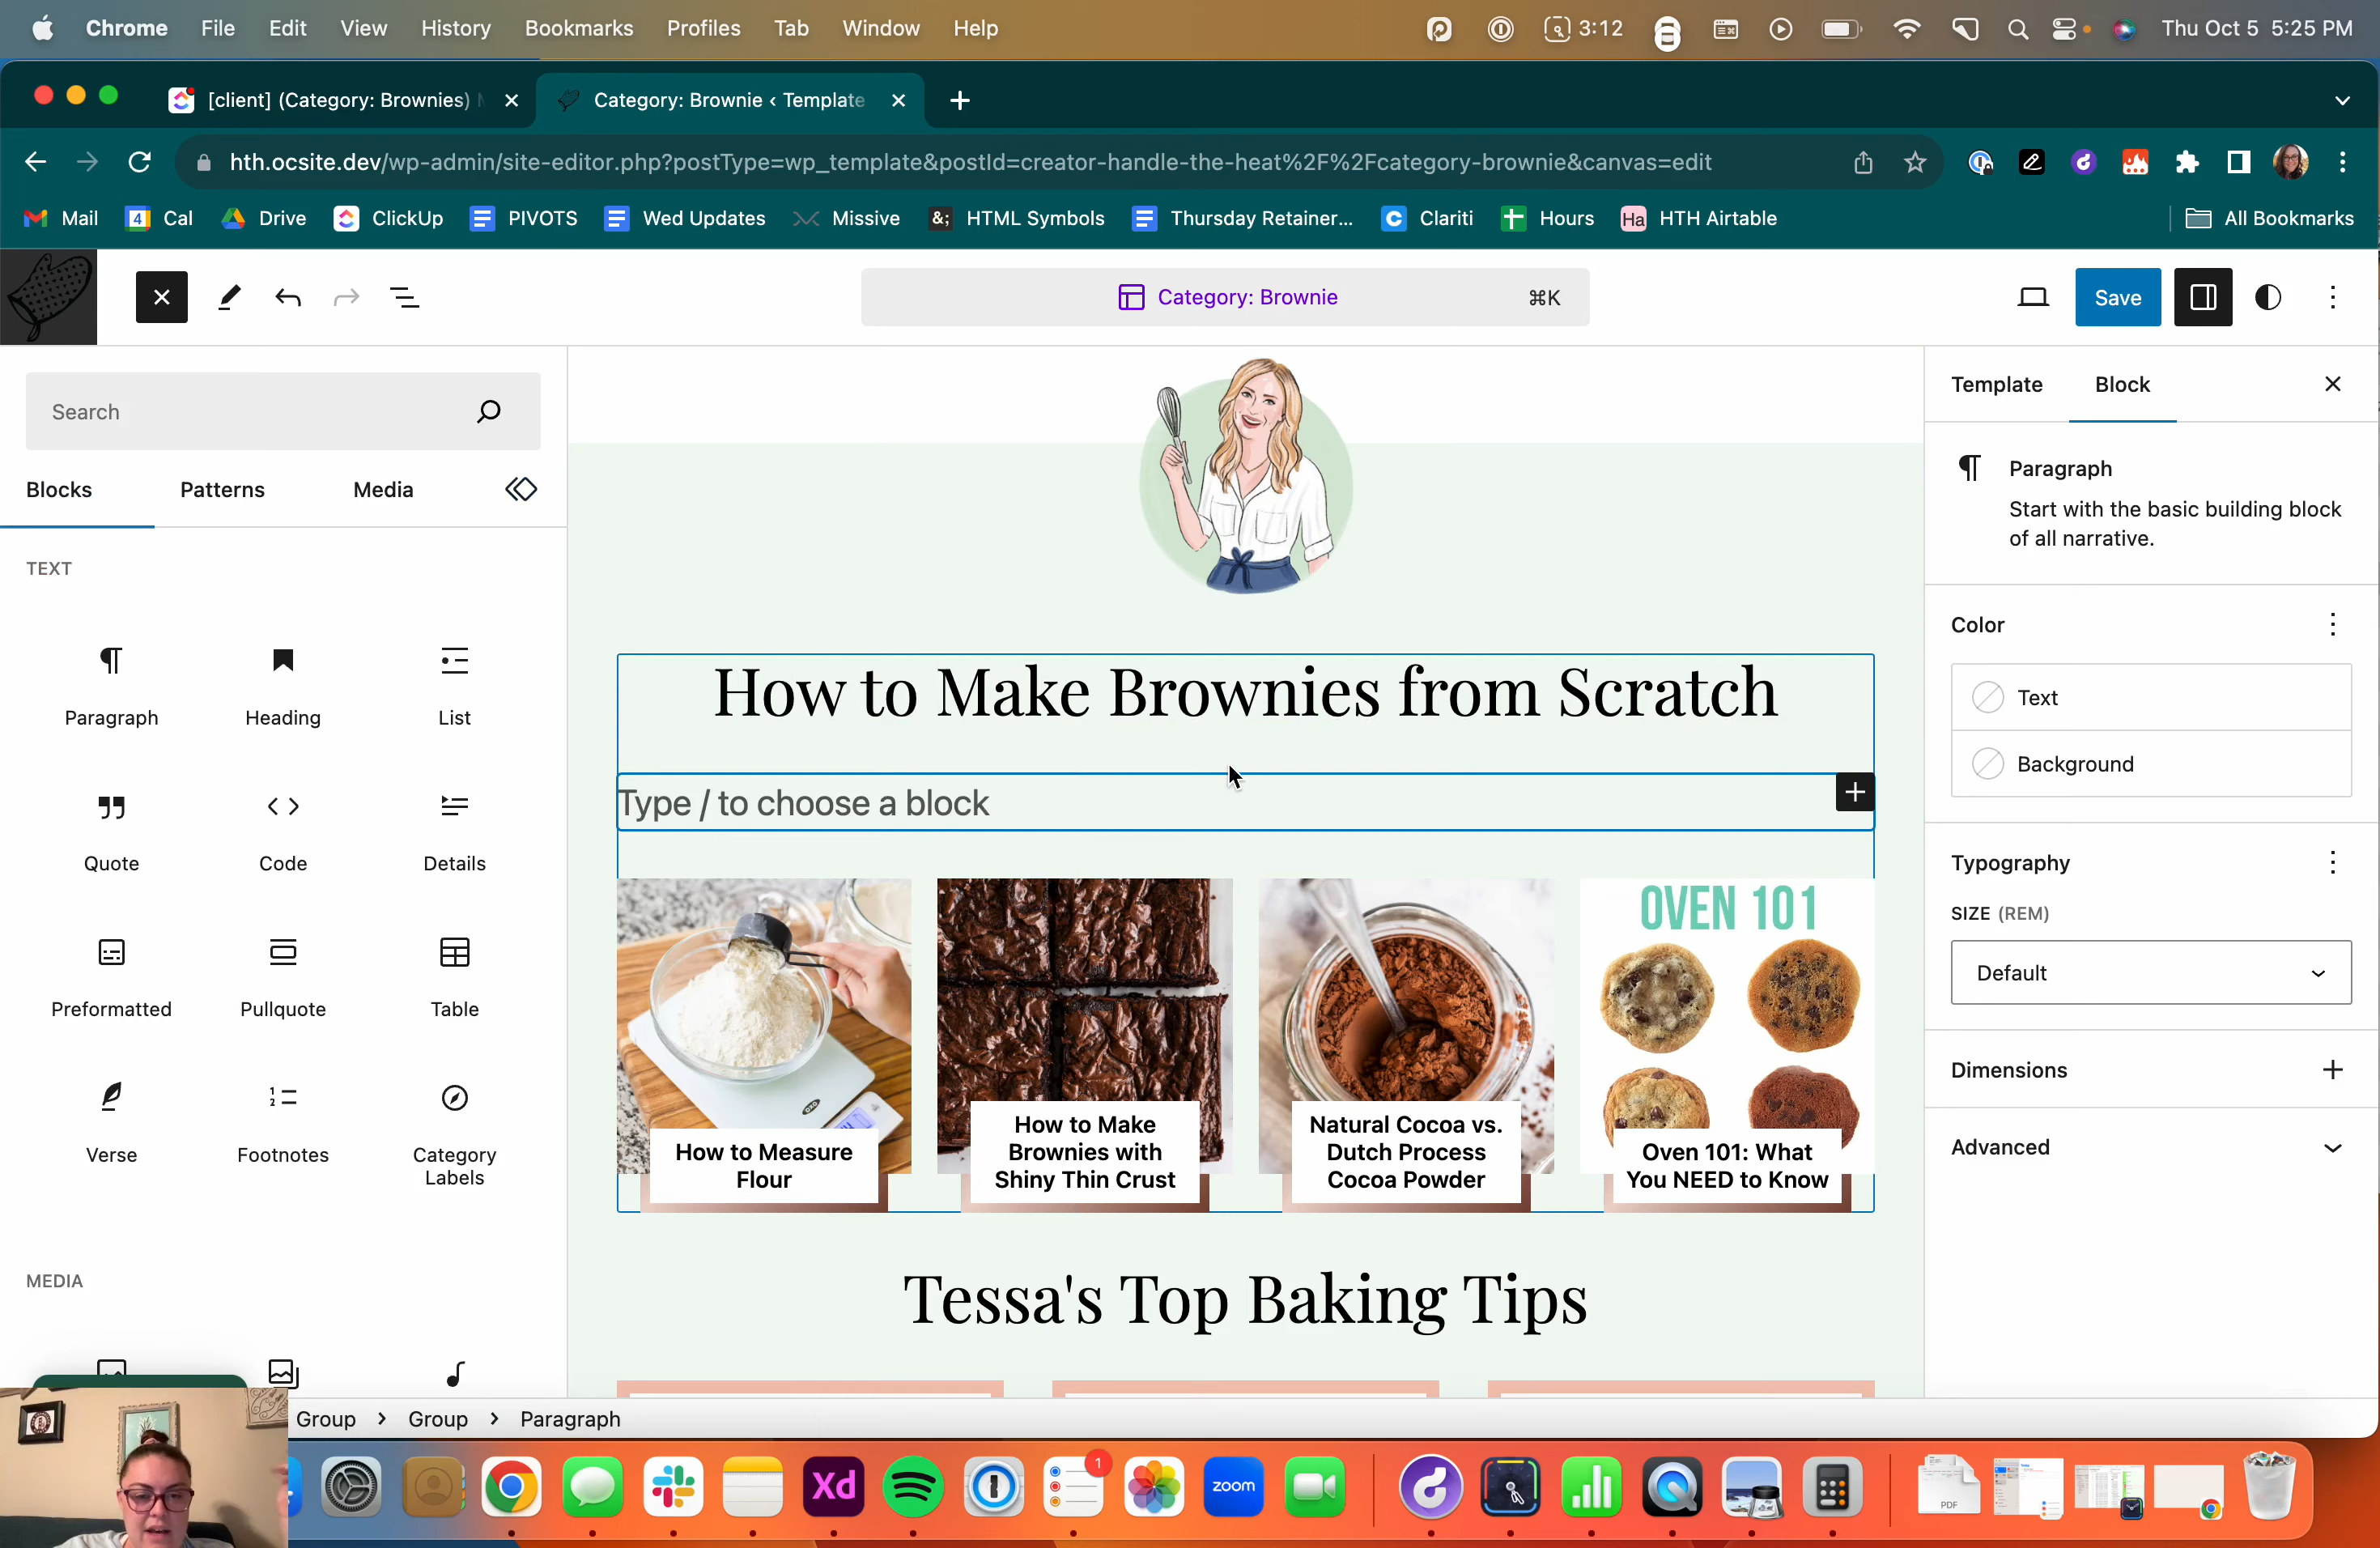 Chrome File Edit View History Bookmarks Profiles Tab Window Help 3:12 Thu Oct 5 5:25 PM
[client] (Category: Brownies) Category: Brownie ‹ Template
hth.ocsite.dev/wp-admin/site-editor.php?postType=wp_template&postId=creator-handle-the-heat%2F%2Fcategory-brownie&canvas=edit
Mail 4 Cal Drive ClickUp PIVOTS Wed Updates Missive &; HTML Symbols Thursday Retainer... C Clariti Hours Ha HTH Airtable All Bookmarks
Category: Brownie ⌘K
Save
Search
Blocks Patterns Media
TEXT
Paragraph Heading List
Quote Code Details
Preformatted Pullquote Table
Verse Footnotes Category
Labels
MEDIA
How to Make Brownies from Scratch
Type / to choose a block
OVEN 101
How to Measure
Flour
How to Make
Brownies with
Shiny Thin Crust
Natural Cocoa vs.
Dutch Process
Cocoa Powder
Oven 101: What
You NEED to Know
Tessa's Top Baking Tips
Template Block
Paragraph
Start with the basic building block
of all narrative.
Color
Text
Background
Typography
SIZE (REM)
Default
Dimensions
Advanced
Group › Group › Paragraph
Xd
1
zoom
PDF